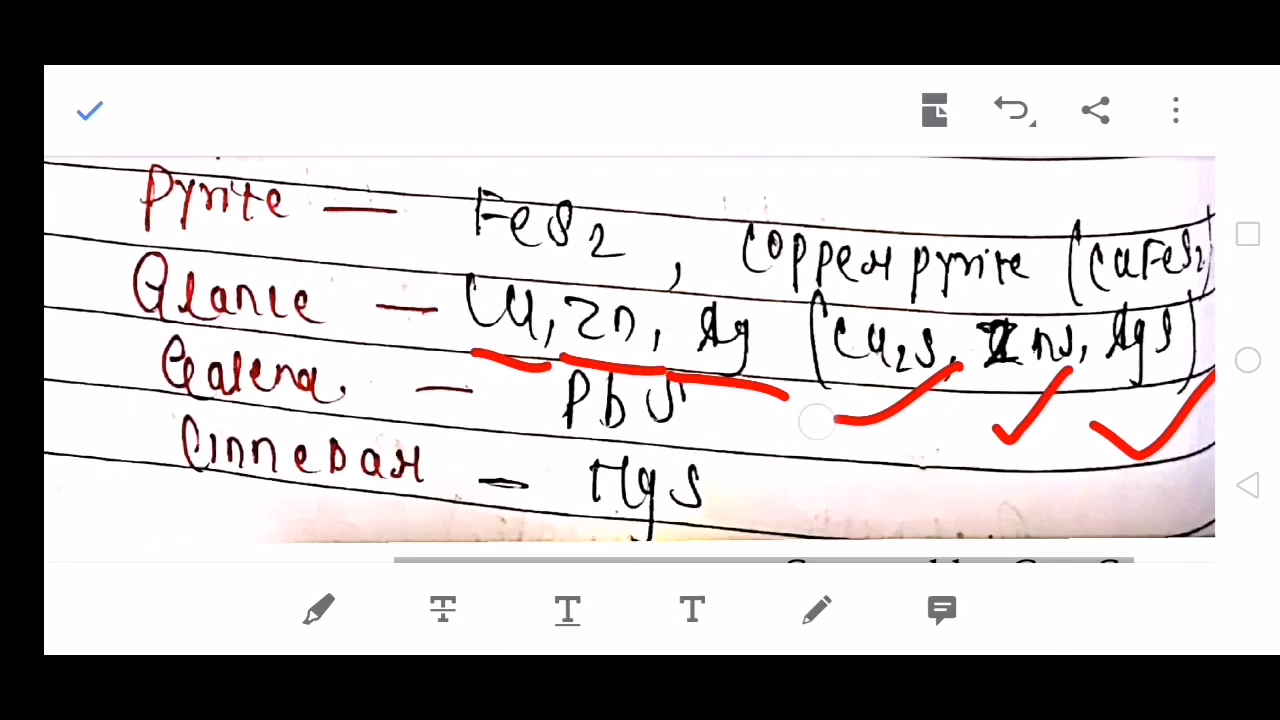 Pyrite — FeS2, Copper pyrite (CuFeS2)
Glance — Cu, Zn, Ag (Cu2S, ZnS, AgS)
Galena — PbS
Cinnebar — HgS